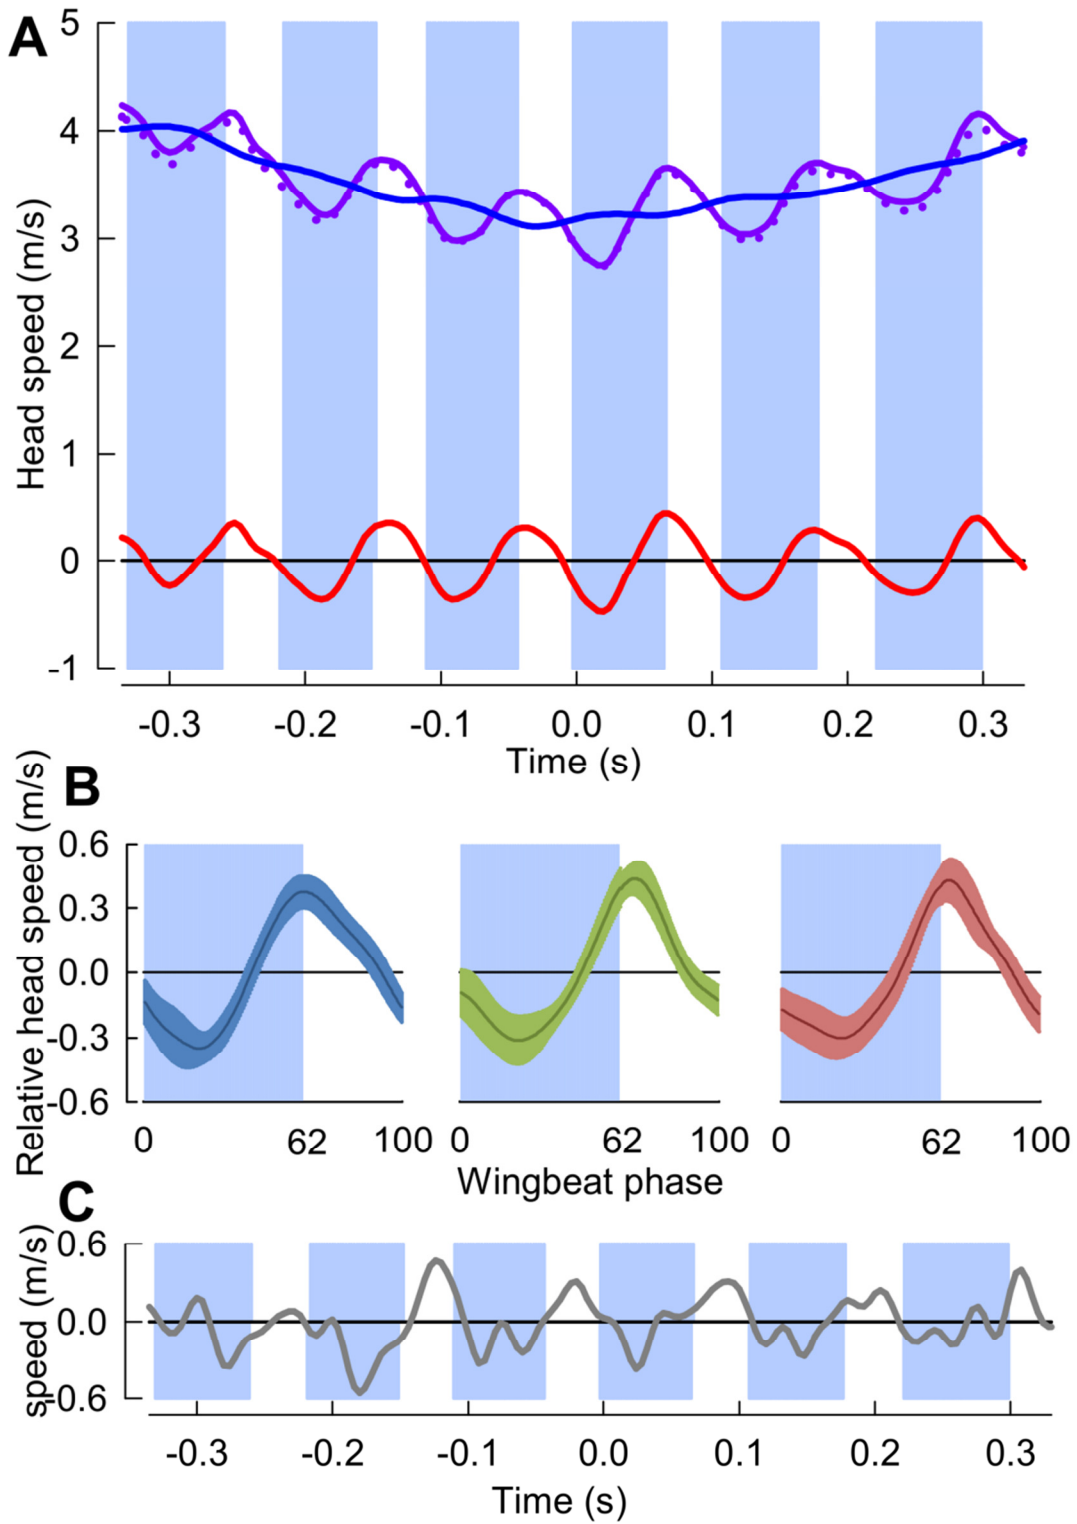 A
5
4
3
2
1
0
-1
Head speed (m/s)
-0.3 -0.2 -0.1 0.0 0.1 0.2 0.3
Time (s)
B
0.6
0.3
0.0
-0.3
-0.6
Relative head speed (m/s)
0 62 100 0 62 100 0 62 100
Wingbeat phase
C
0.6
0.0
-0.6
speed (m/s)
-0.3 -0.2 -0.1 0.0 0.1 0.2 0.3
Time (s)